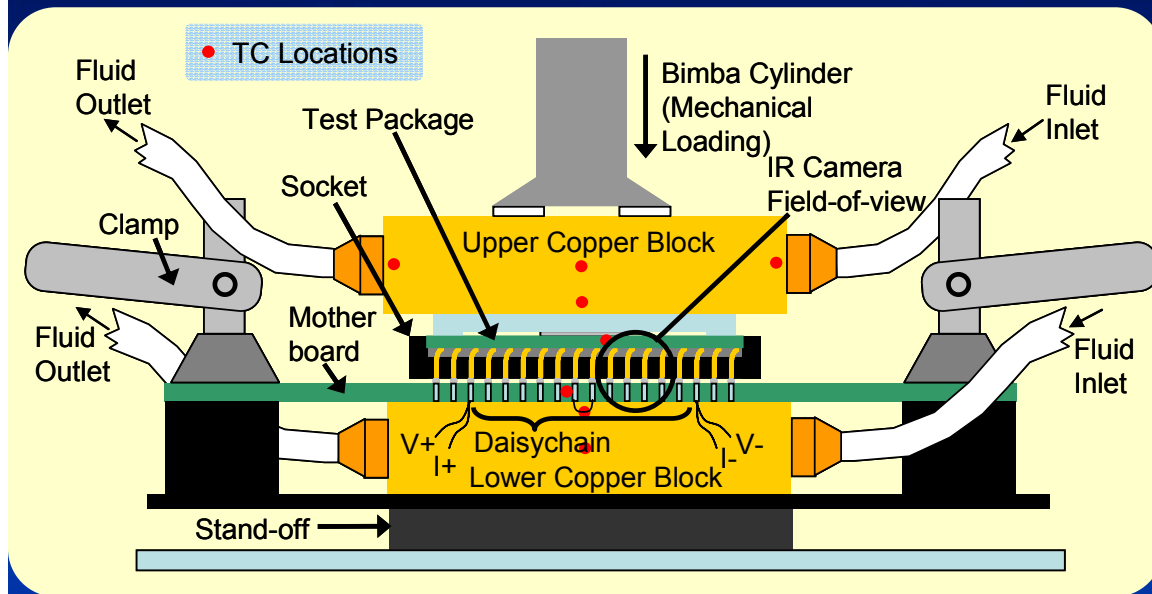 TC Locations
Fluid
Outlet
Test Package
Bimba Cylinder
(Mechanical
Loading)
Fluid
Inlet
IR Camera
Field-of-view
Socket
Clamp
Upper Copper Block
Mother
board
Fluid
Outlet
Fluid
Inlet
V+
I+
Daisychain
I-
V-
Lower Copper Block
Stand-off